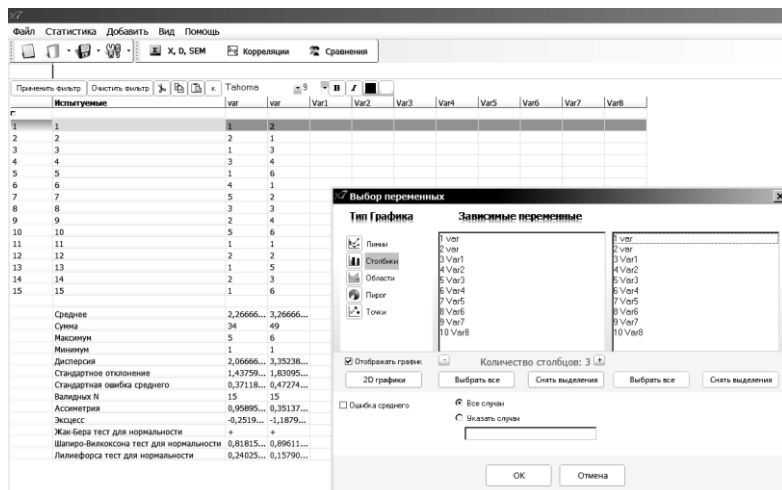 x7
Файл Статистика Добавить Вид Помощь
X, D, SEM Корреляции Сравнения
Применить фильтр Очистить фильтр к Tahoma 9 B I
Испытуемые var var Var1 Var2 Var3 Var4 Var5 Var6 Var7 Var8
1 1 1 2
2 2 2 1
3 3 1 3
4 4 3 4
5 5 1 6
6 6 4 1
7 7 5 2
8 8 3 3
9 9 2 4
10 10 5 6
11 11 1 1
12 12 2 2
13 13 1 5
14 14 2 3
15 15 1 6
Среднее 2,26666... 3,26666...
Сумма 34 49
Максимум 5 6
Минимум 1 1
Дисперсия 2,06666... 3,35238...
Стандартное отклонение 1,43759... 1,83095...
Стандартная ошибка среднего 0,37118... 0,47274...
Валидных N 15 15
Ассиметрия 0,95895... 0,35137...
Эксцесс -0,2519... -1,1879...
Жак-Бера тест для нормальности + +
Шапиро-Вилкоксона тест для нормальности 0,81815... 0,89611...
Лилиефорса тест для нормальности 0,24025... 0,15790...
x7 Выбор переменных
Тип Графика Зависимые переменные
Линии
Столбики
Области
Пирог
Точки
1 var
2 var
3 Var1
4 Var2
5 Var3
6 Var4
7 Var5
8 Var6
9 Var7
10 Var8
1 var
2 var
3 Var1
4 Var2
5 Var3
6 Var4
7 Var5
8 Var6
9 Var7
10 Var8
Отображать график - Количество столбцов: 3 +
2D графики Выбрать все Снять выделения Выбрать все Снять выделения
Ошибка среднего Все случаи
Указать случаи
OK Отмена